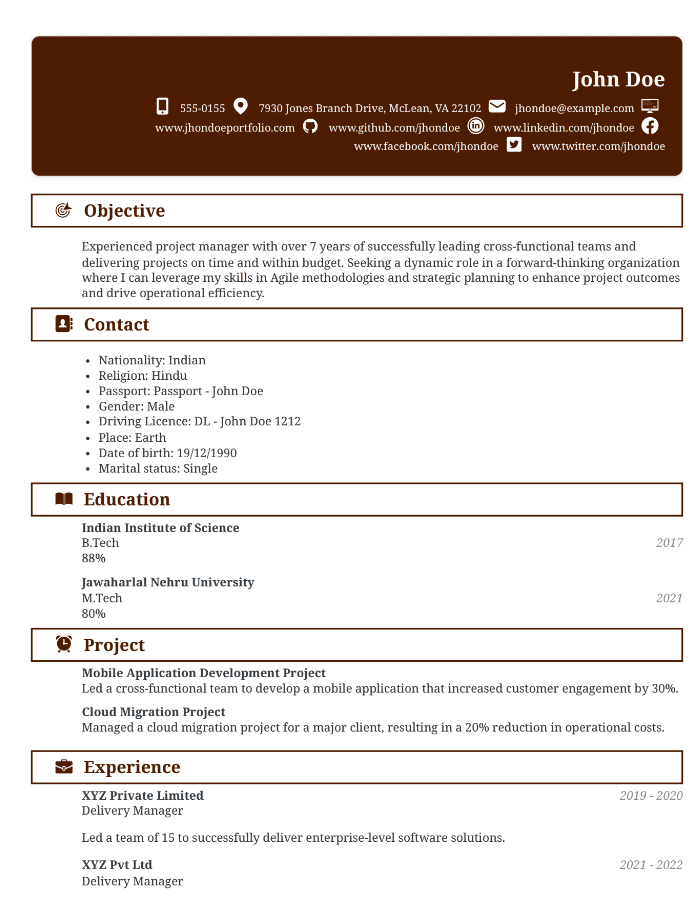 John Doe
555-0155 7930 Jones Branch Drive, McLean, VA 22102 jhondoe@example.com
www.jhondoeportfolio.com www.github.com/jhondoe www.linkedin.com/jhondoe
www.facebook.com/jhondoe www.twitter.com/jhondoe
Objective
Experienced project manager with over 7 years of successfully leading cross-functional teams and
delivering projects on time and within budget. Seeking a dynamic role in a forward-thinking organization
where I can leverage my skills in Agile methodologies and strategic planning to enhance project outcomes
and drive operational efficiency.
Contact
• Nationality: Indian
• Religion: Hindu
• Passport: Passport - John Doe
• Gender: Male
• Driving Licence: DL - John Doe 1212
• Place: Earth
• Date of birth: 19/12/1990
• Marital status: Single
Education
Indian Institute of Science
B.Tech 2017
88%
Jawaharlal Nehru University
M.Tech 2021
80%
Project
Mobile Application Development Project
Led a cross-functional team to develop a mobile application that increased customer engagement by 30%.
Cloud Migration Project
Managed a cloud migration project for a major client, resulting in a 20% reduction in operational costs.
Experience
XYZ Private Limited 2019 - 2020
Delivery Manager
Led a team of 15 to successfully deliver enterprise-level software solutions.
XYZ Pvt Ltd 2021 - 2022
Delivery Manager